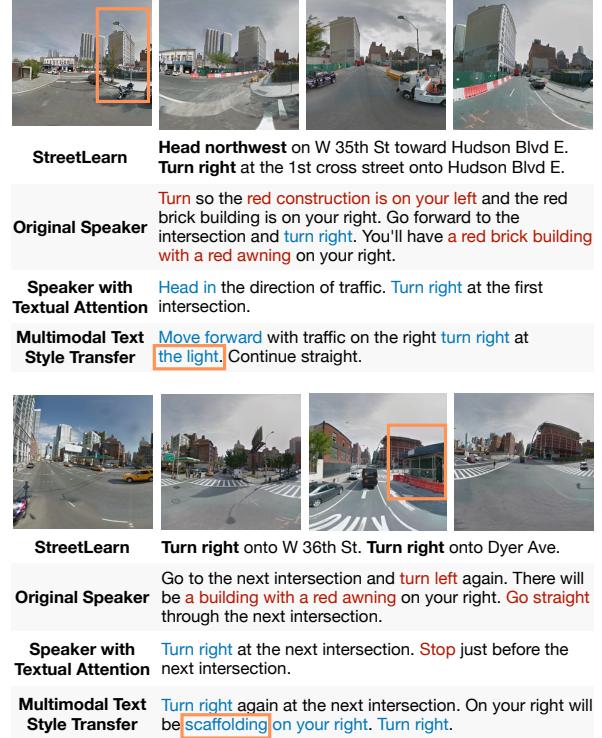 StreetLearn
Head northwest on W 35th St toward Hudson Blvd E.
Turn right at the 1st cross street onto Hudson Blvd E.
Original Speaker
Turn so the red construction is on your left and the red
brick building is on your right. Go forward to the
intersection and turn right. You'll have a red brick building
with a red awning on your right.
Speaker with
Textual Attention
Head in the direction of traffic. Turn right at the first
intersection.
Multimodal Text
Style Transfer
Move forward with traffic on the right turn right at
the light. Continue straight.
StreetLearn
Turn right onto W 36th St. Turn right onto Dyer Ave.
Original Speaker
Go to the next intersection and turn left again. There will
be a building with a red awning on your right. Go straight
through the next intersection.
Speaker with
Textual Attention
Turn right at the next intersection. Stop just before the
next intersection.
Multimodal Text
Style Transfer
Turn right again at the next intersection. On your right will
be scaffolding on your right. Turn right.